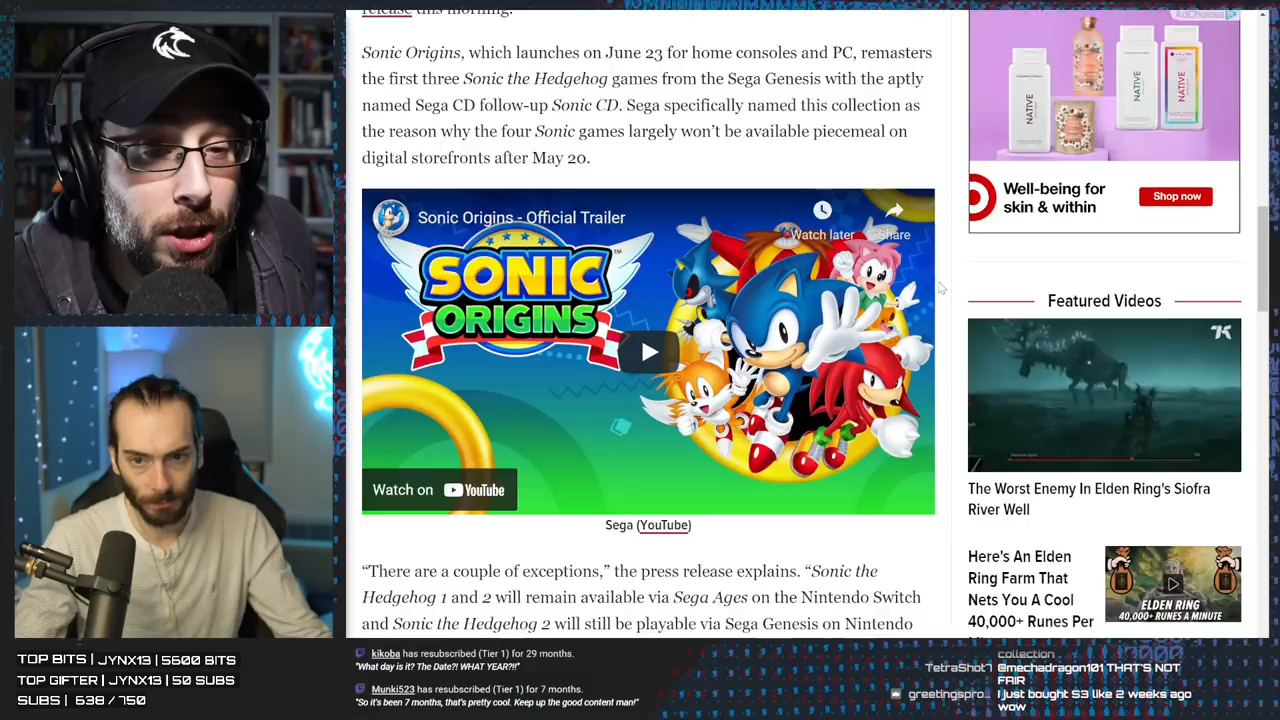 release this morning.
Sonic Origins, which launches on June 23 for home consoles and PC, remasters
the first three Sonic the Hedgehog games from the Sega Genesis with the aptly
named Sega CD follow-up Sonic CD. Sega specifically named this collection as
the reason why the four Sonic games largely won't be available piecemeal on
digital storefronts after May 20.
Sonic Origins - Official Trailer
Watch later
Share
SONIC
ORIGINS
TM
Watch on YouTube
Sega (YouTube)
“There are a couple of exceptions,” the press release explains. “Sonic the
Hedgehog 1 and 2 will remain available via Sega Ages on the Nintendo Switch
and Sonic the Hedgehog 2 will still be playable via Sega Genesis on Nintendo
NATIVE
NATIVE
NATIVE
Well-being for
skin & within
Shop now
Featured Videos
The Worst Enemy In Elden Ring's Siofra
River Well
Here's An Elden
Ring Farm That
Nets You A Cool
40,000+ Runes Per
ELDEN RING
40,000+ RUNES A MINUTE
TOP BITS | JYNX13 | 5600 BITS
TOP GIFTER | JYNX13 | 50 SUBS
SUBS | 638 / 750
kikoba has resubscribed (Tier 1) for 29 months.
"What day is it? The Date?! WHAT YEAR?!!"
Munki523 has resubscribed (Tier 1) for 7 months.
"So it's been 7 months, that's pretty cool. Keep up the good content man!"
collection
TetraShot7 @mechadragon101 THAT'S NOT
FAIR
greetingspro... I just bought S3 like 2 weeks ago
wow